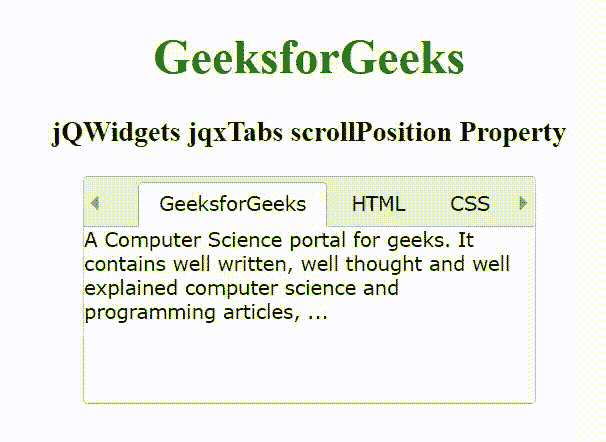 GeeksforGeeks
jQWidgets jqxTabs scrollPosition Property
GeeksforGeeks HTML CSS
A Computer Science portal for geeks. It
contains well written, well thought and well
explained computer science and
programming articles, ...